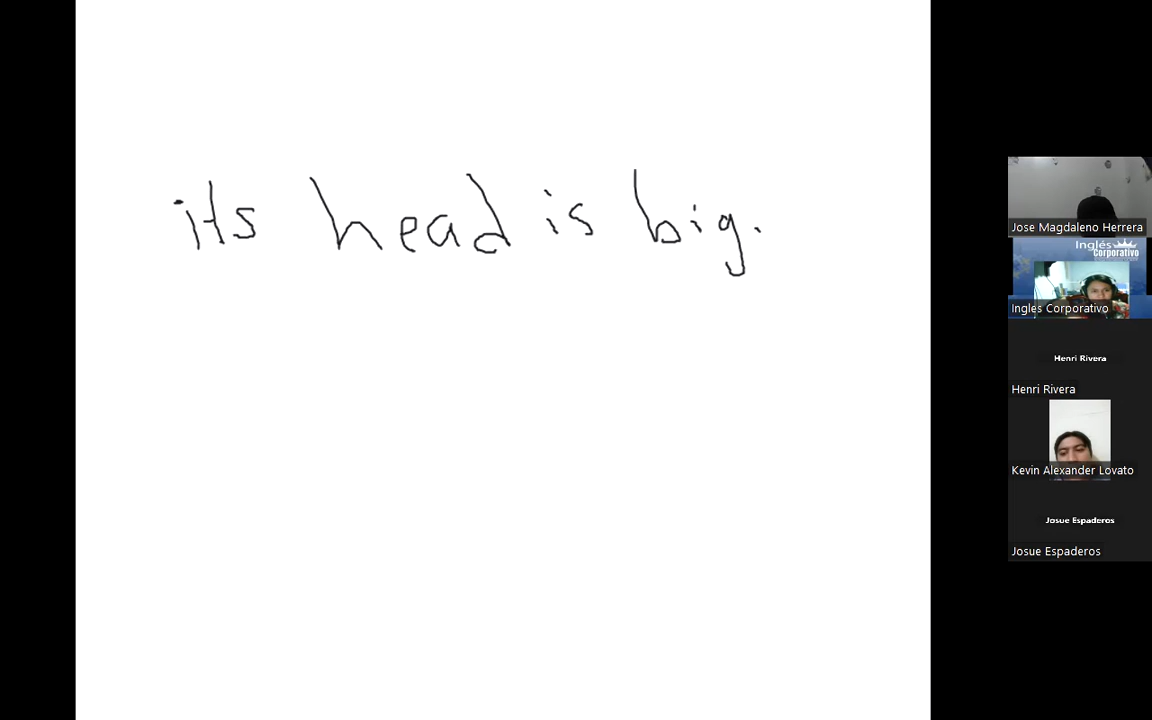 its head is big.
Jose Magdaleno Herrera
Inglés
Corporativo
Ingles Corporativo
Henri Rivera
Henri Rivera
Kevin Alexander Lovato
Josue Espaderos
Josue Espaderos